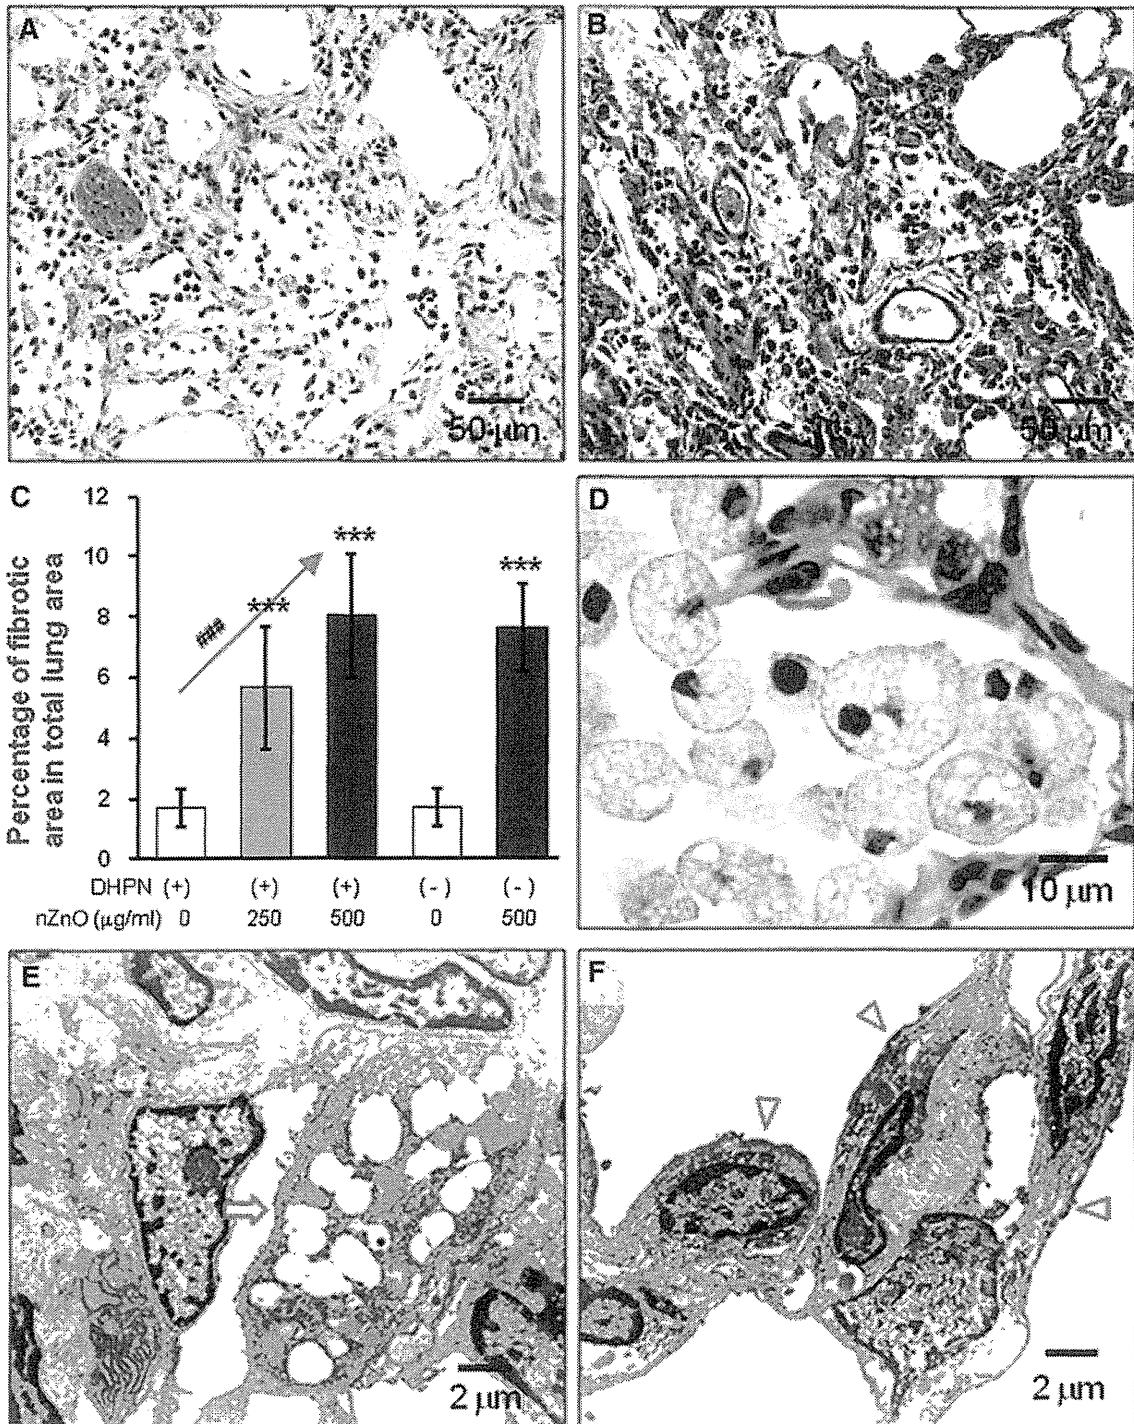 A
50 μm
B
50 μm
C
Percentage of fibrotic
area in total lung area
12
10
8
6
4
2
0
***
***
***
###
DHPN (+) (+) (+) (-) (-)
nZnO (μg/ml) 0 250 500 0 500
D
10 μm
E
2 μm
F
2 μm